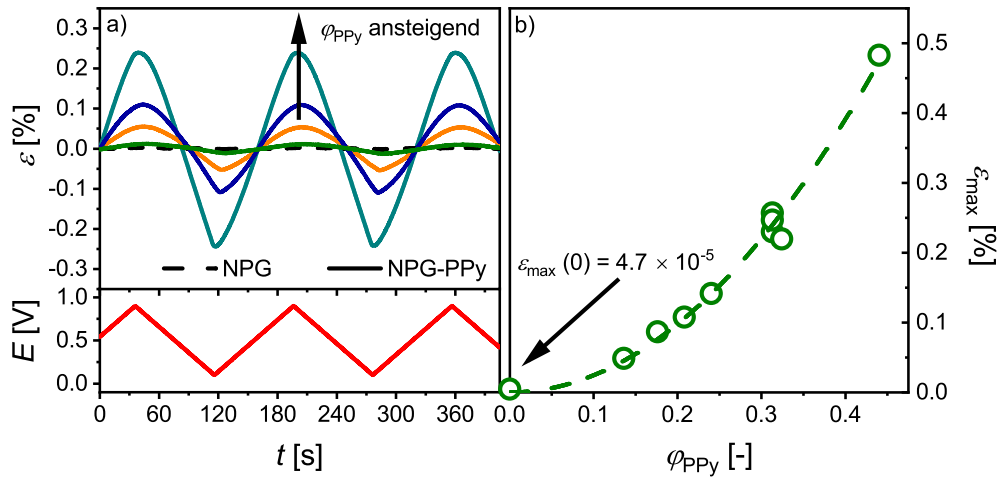 a)
φPPy ansteigend
ε [%]
0.3
0.2
0.1
0.0
-0.1
-0.2
-0.3
NPG
NPG-PPy
E [V]
1.0
0.5
0.0
0 60 120 180 240 300 360
t [s]
b)
εmax (0) = 4.7 × 10-5
0.5
0.4
0.3
0.2
0.1
0.0
εmax [%]
0.0 0.1 0.2 0.3 0.4
φPPy [-]